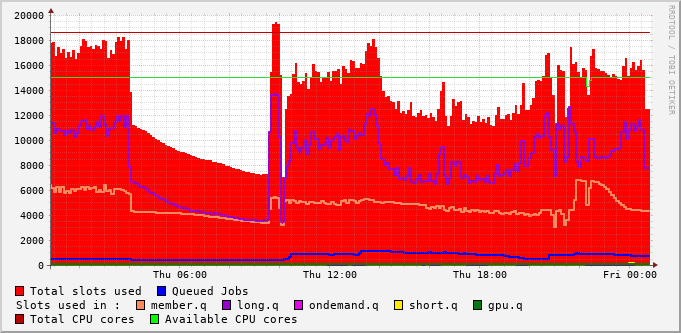 20000
18000
16000
14000
12000
10000
8000
6000
4000
2000
0
Thu 06:00 Thu 12:00 Thu 18:00 Fri 00:00
RRDTOOL / TOBI OETIKER
Total slots used Queued Jobs
Slots used in : member.q long.q ondemand.q short.q gpu.q
Total CPU cores Available CPU cores